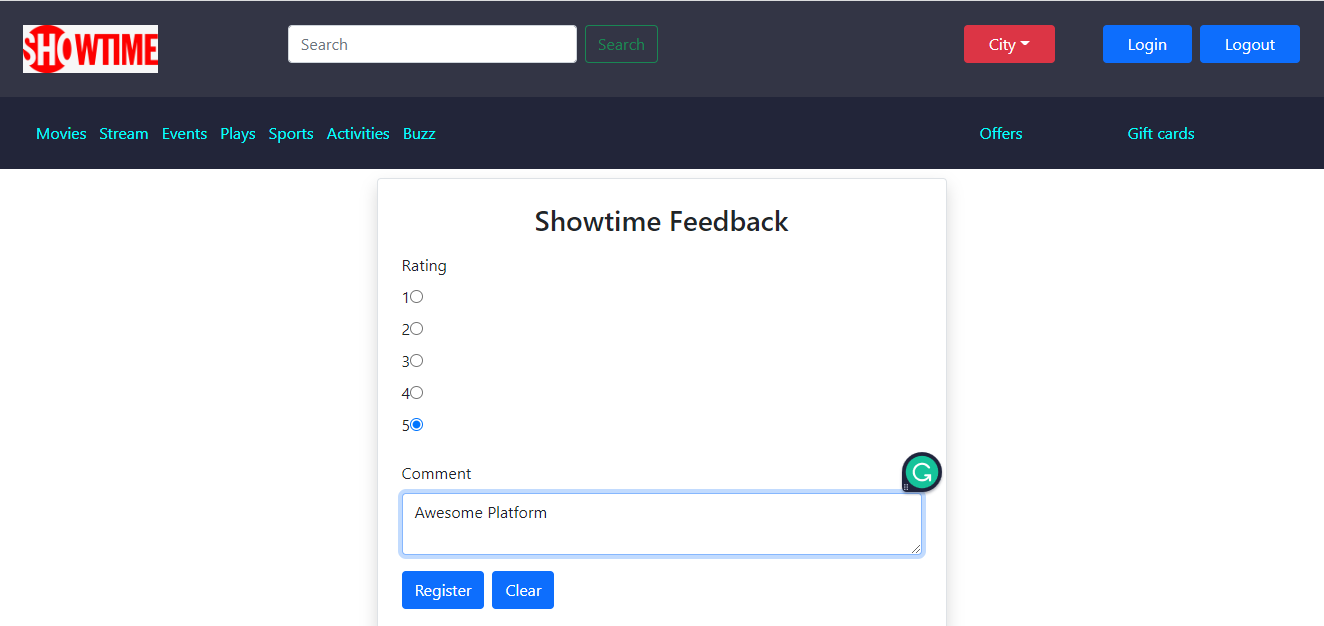 SHOWTIME Search Search City Login Logout
Movies Stream Events Plays Sports Activities Buzz Offers Gift cards
Showtime Feedback
Rating
1
2
3
4
5
Comment
Awesome Platform
Register Clear